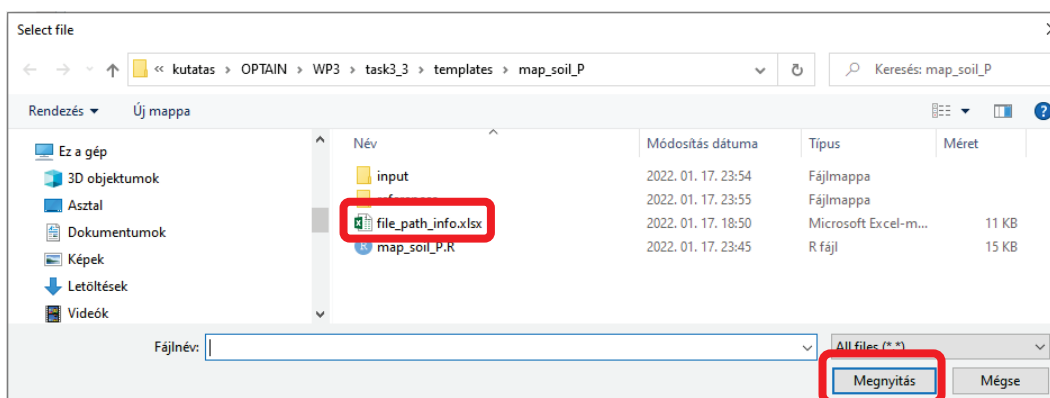 Select file
« kutatas › OPTAIN › WP3 › task3_3 › templates › map_soil_P
Keresés: map_soil_P
Rendezés
Új mappa
Név Módosítás dátuma Típus Méret
Ez a gép
3D objektumok
Asztal
Dokumentumok
Képek
Letöltések
Videók
input 2022. 01. 17. 23:54 Fájlmappa
references 2022. 01. 17. 23:55 Fájlmappa
file_path_info.xlsx 2022. 01. 17. 18:50 Microsoft Excel-m... 11 KB
map_soil_P.R 2022. 01. 17. 23:45 R fájl 15 KB
Fájlnév:
All files (*.*)
Megnyitás
Mégse